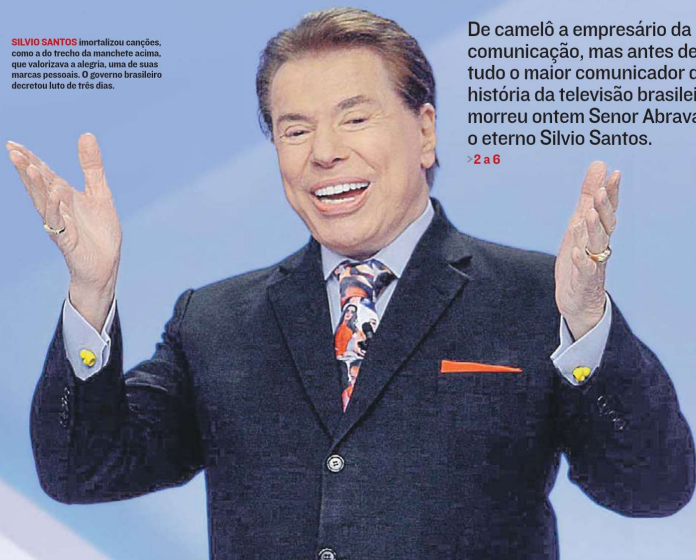 SILVIO SANTOS imortalizou canções,
como a do trecho da manchete acima,
que valorizava a alegria, uma de suas
marcas pessoais. O governo brasileiro
decretou luto de três dias.
De camelô a empresário da
comunicação, mas antes de
tudo o maior comunicador d
história da televisão brasilei
morreu ontem Senor Abrava
o eterno Silvio Santos.
>2 a 6